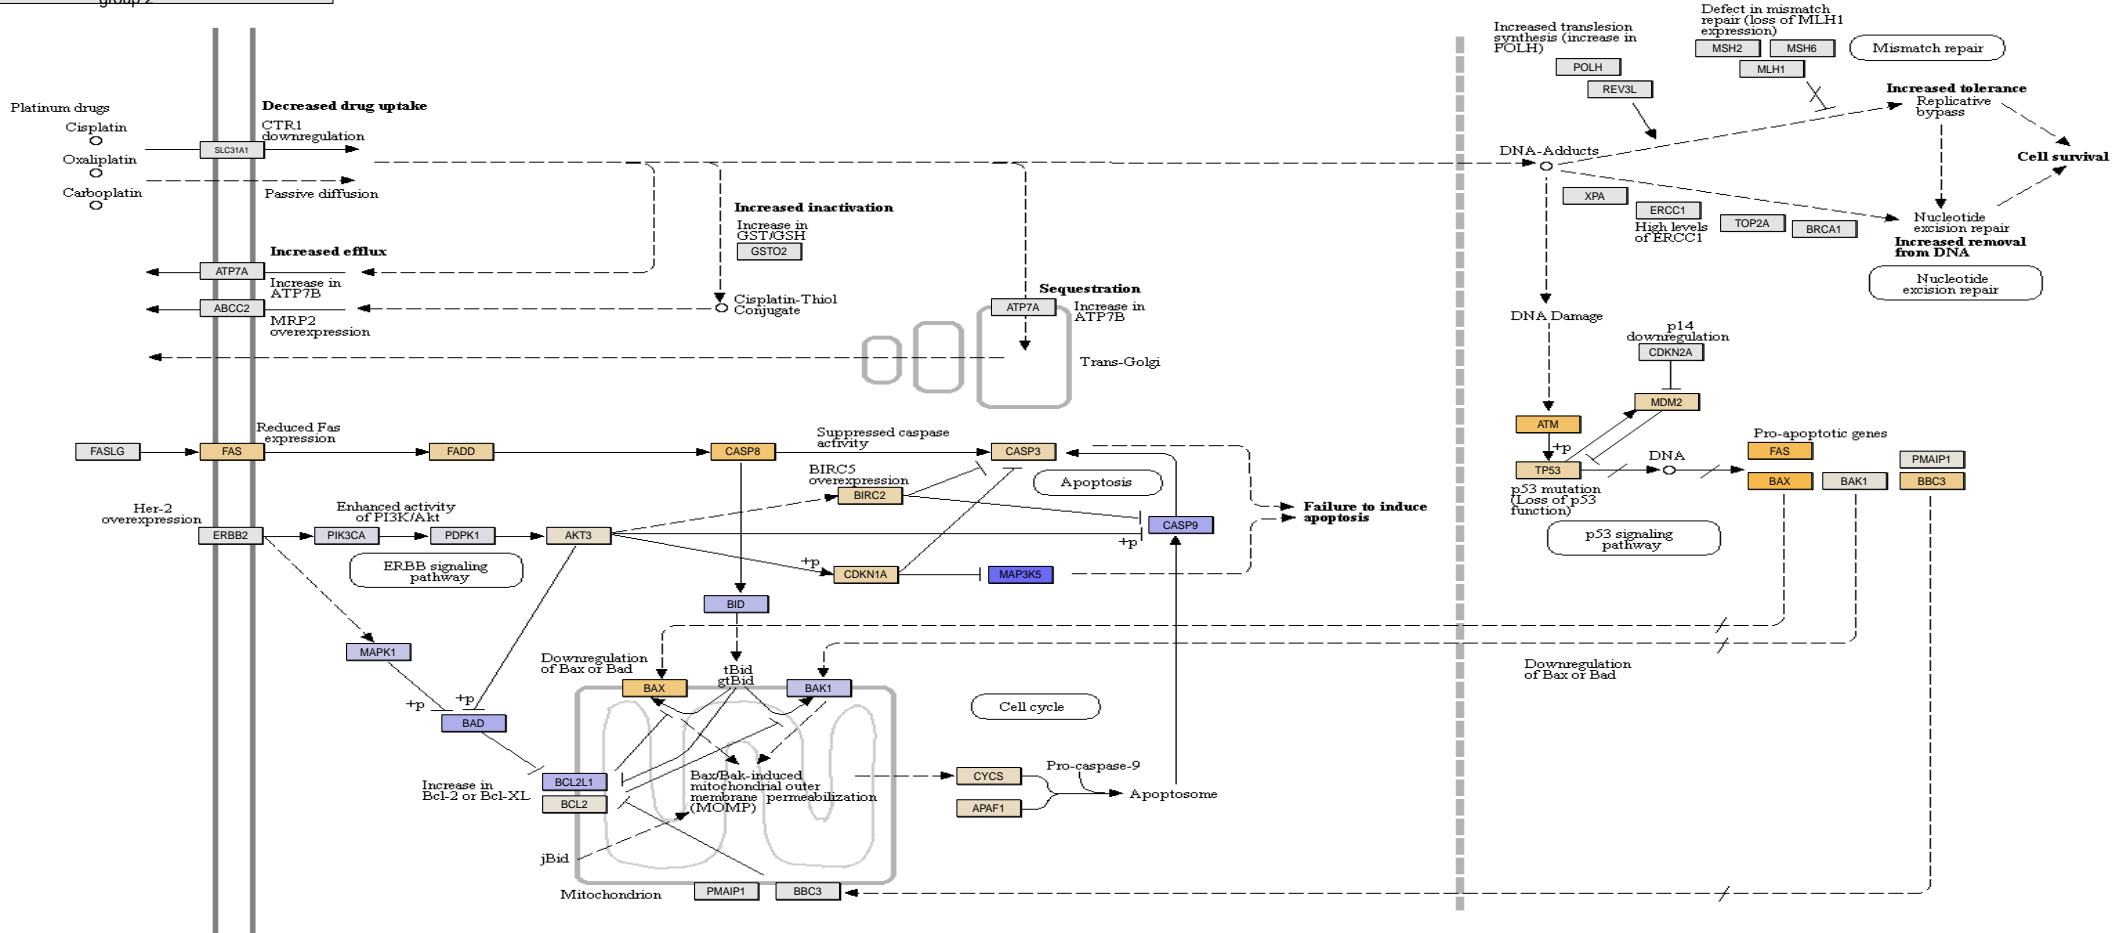 group 2
Platinum drugs
Cisplatin
Oxaliplatin
Carboplatin
Decreased drug uptake
CTR1
downregulation
SLC31A1
Passive diffusion
Increased efflux
ATP7A
Increase in
ATP7B
ABCC2
MRP2
overexpression
Increased inactivation
Increase in
GST/GSH
GSTO2
Cisplatin-Thiol
Conjugate
Sequestration
ATP7A
Increase in
ATP7B
Trans-Golgi
Increased translesion
synthesis (increase in
POLH)
POLH
REV3L
Defect in mismatch
repair (loss of MLH1
expression)
MSH2
MSH6
MLH1
Mismatch repair
Increased tolerance
Replicative
bypass
Cell survival
DNA-Adducts
XPA
ERCC1
High levels
of ERCC1
TOP2A
BRCA1
Nucleotide
excision repair
Increased removal
from DNA
Nucleotide
excision repair
DNA Damage
p14
downregulation
CDKN2A
MDM2
ATM
+p
TP53
p53 mutation
(Loss of p53
function)
DNA
Pro-apoptotic genes
FAS
BAX
BAK1
PMAIP1
BBC3
p53 signaling
pathway
Downregulation
of Bax or Bad
FASLG
FAS
Reduced Fas
expression
FADD
CASP8
Suppressed caspase
activity
CASP3
BIRC5
overexpression
BIRC2
Apoptosis
Failure to induce
apoptosis
Her-2
overexpression
ERBB2
Enhanced activity
of PI3K/Akt
PIK3CA
PDPK1
AKT3
CASP9
+p
ERBB signaling
pathway
+p
CDKN1A
MAP3K5
BID
MAPK1
Downregulation
of Bax or Bad
tBid
gtBid
BAX
BAK1
+p
+p
BAD
Cell cycle
Increase in
Bcl-2 or Bcl-XL
BCL2L1
BCL2
Bax/Bak-induced
mitochondrial outer
membrane permeabilization
(MOMP)
CYCS
APAF1
Pro-caspase-9
Apoptosome
jBid
Mitochondrion
PMAIP1
BBC3